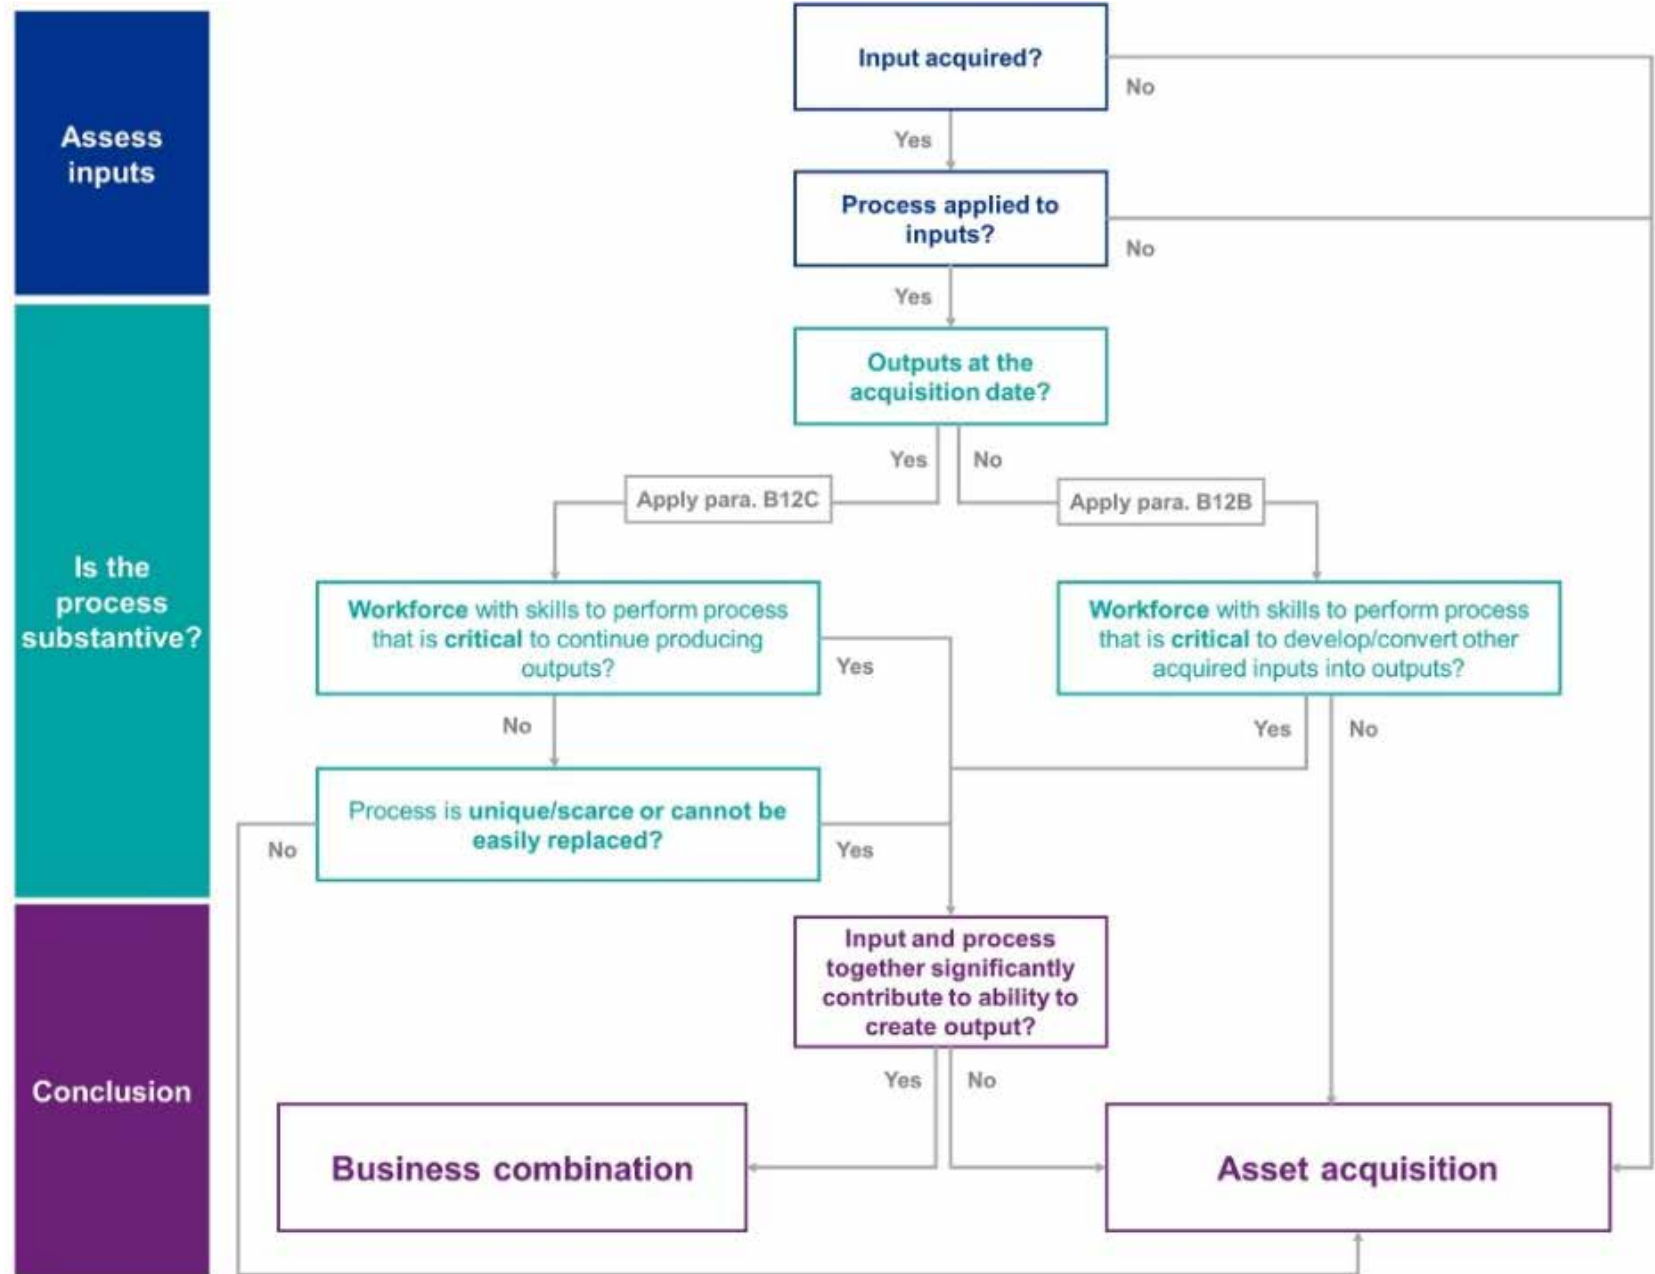 Input acquired?
No
Assess
inputs
Yes
Process applied to
inputs?
No
Yes
Outputs at the
acquisition date?
Yes
No
Apply para. B12C
Apply para. B12B
Is the
process
substantive?
Workforce with skills to perform process
that is critical to continue producing
outputs?
Yes
Workforce with skills to perform process
that is critical to develop/convert other
acquired inputs into outputs?
No
Yes
No
Process is unique/scarce or cannot be
easily replaced?
No
Yes
Input and process
together significantly
contribute to ability to
create output?
Yes
No
Conclusion
Business combination
Asset acquisition